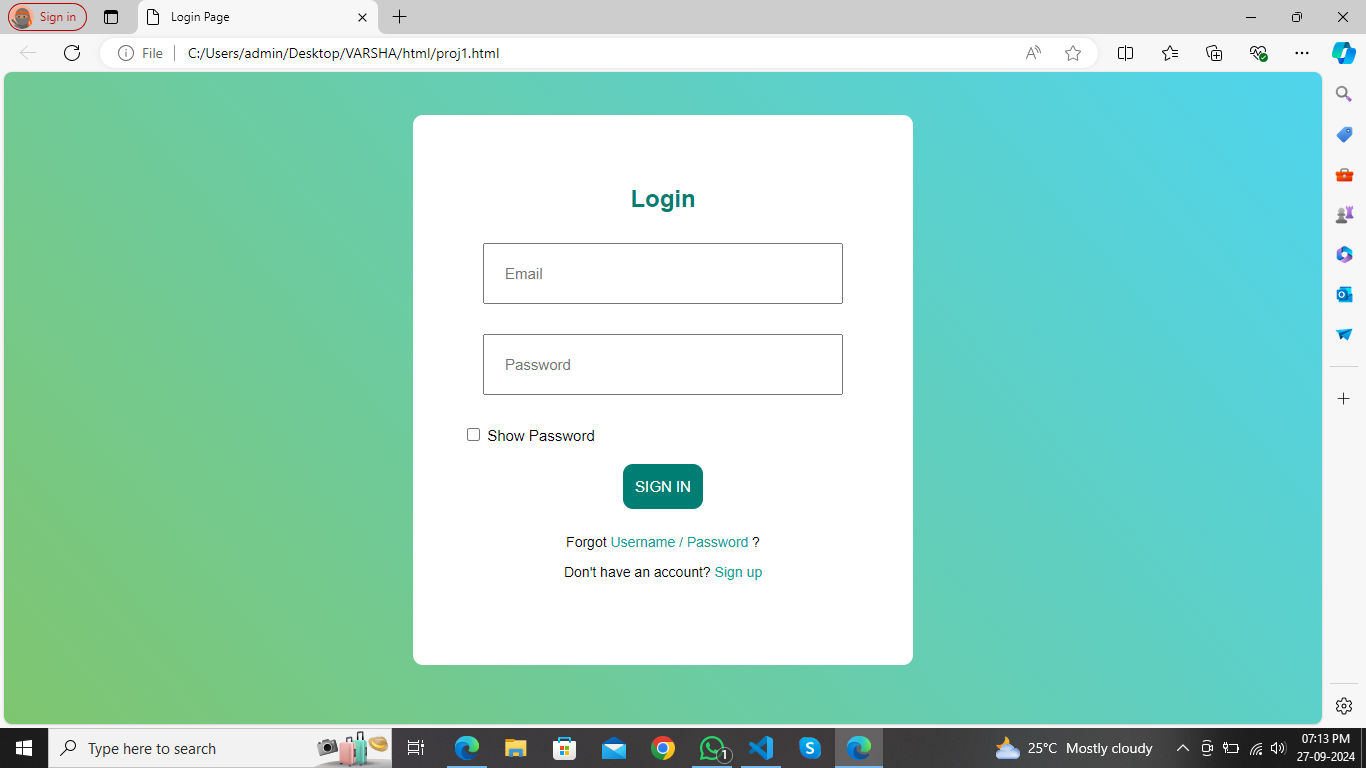 Sign in
Login Page
File
C:/Users/admin/Desktop/VARSHA/html/proj1.html
Login
Email
Password
Show Password
SIGN IN
Forgot Username / Password ?
Don't have an account? Sign up
Type here to search
1
25°C Mostly cloudy
07:13 PM
27-09-2024